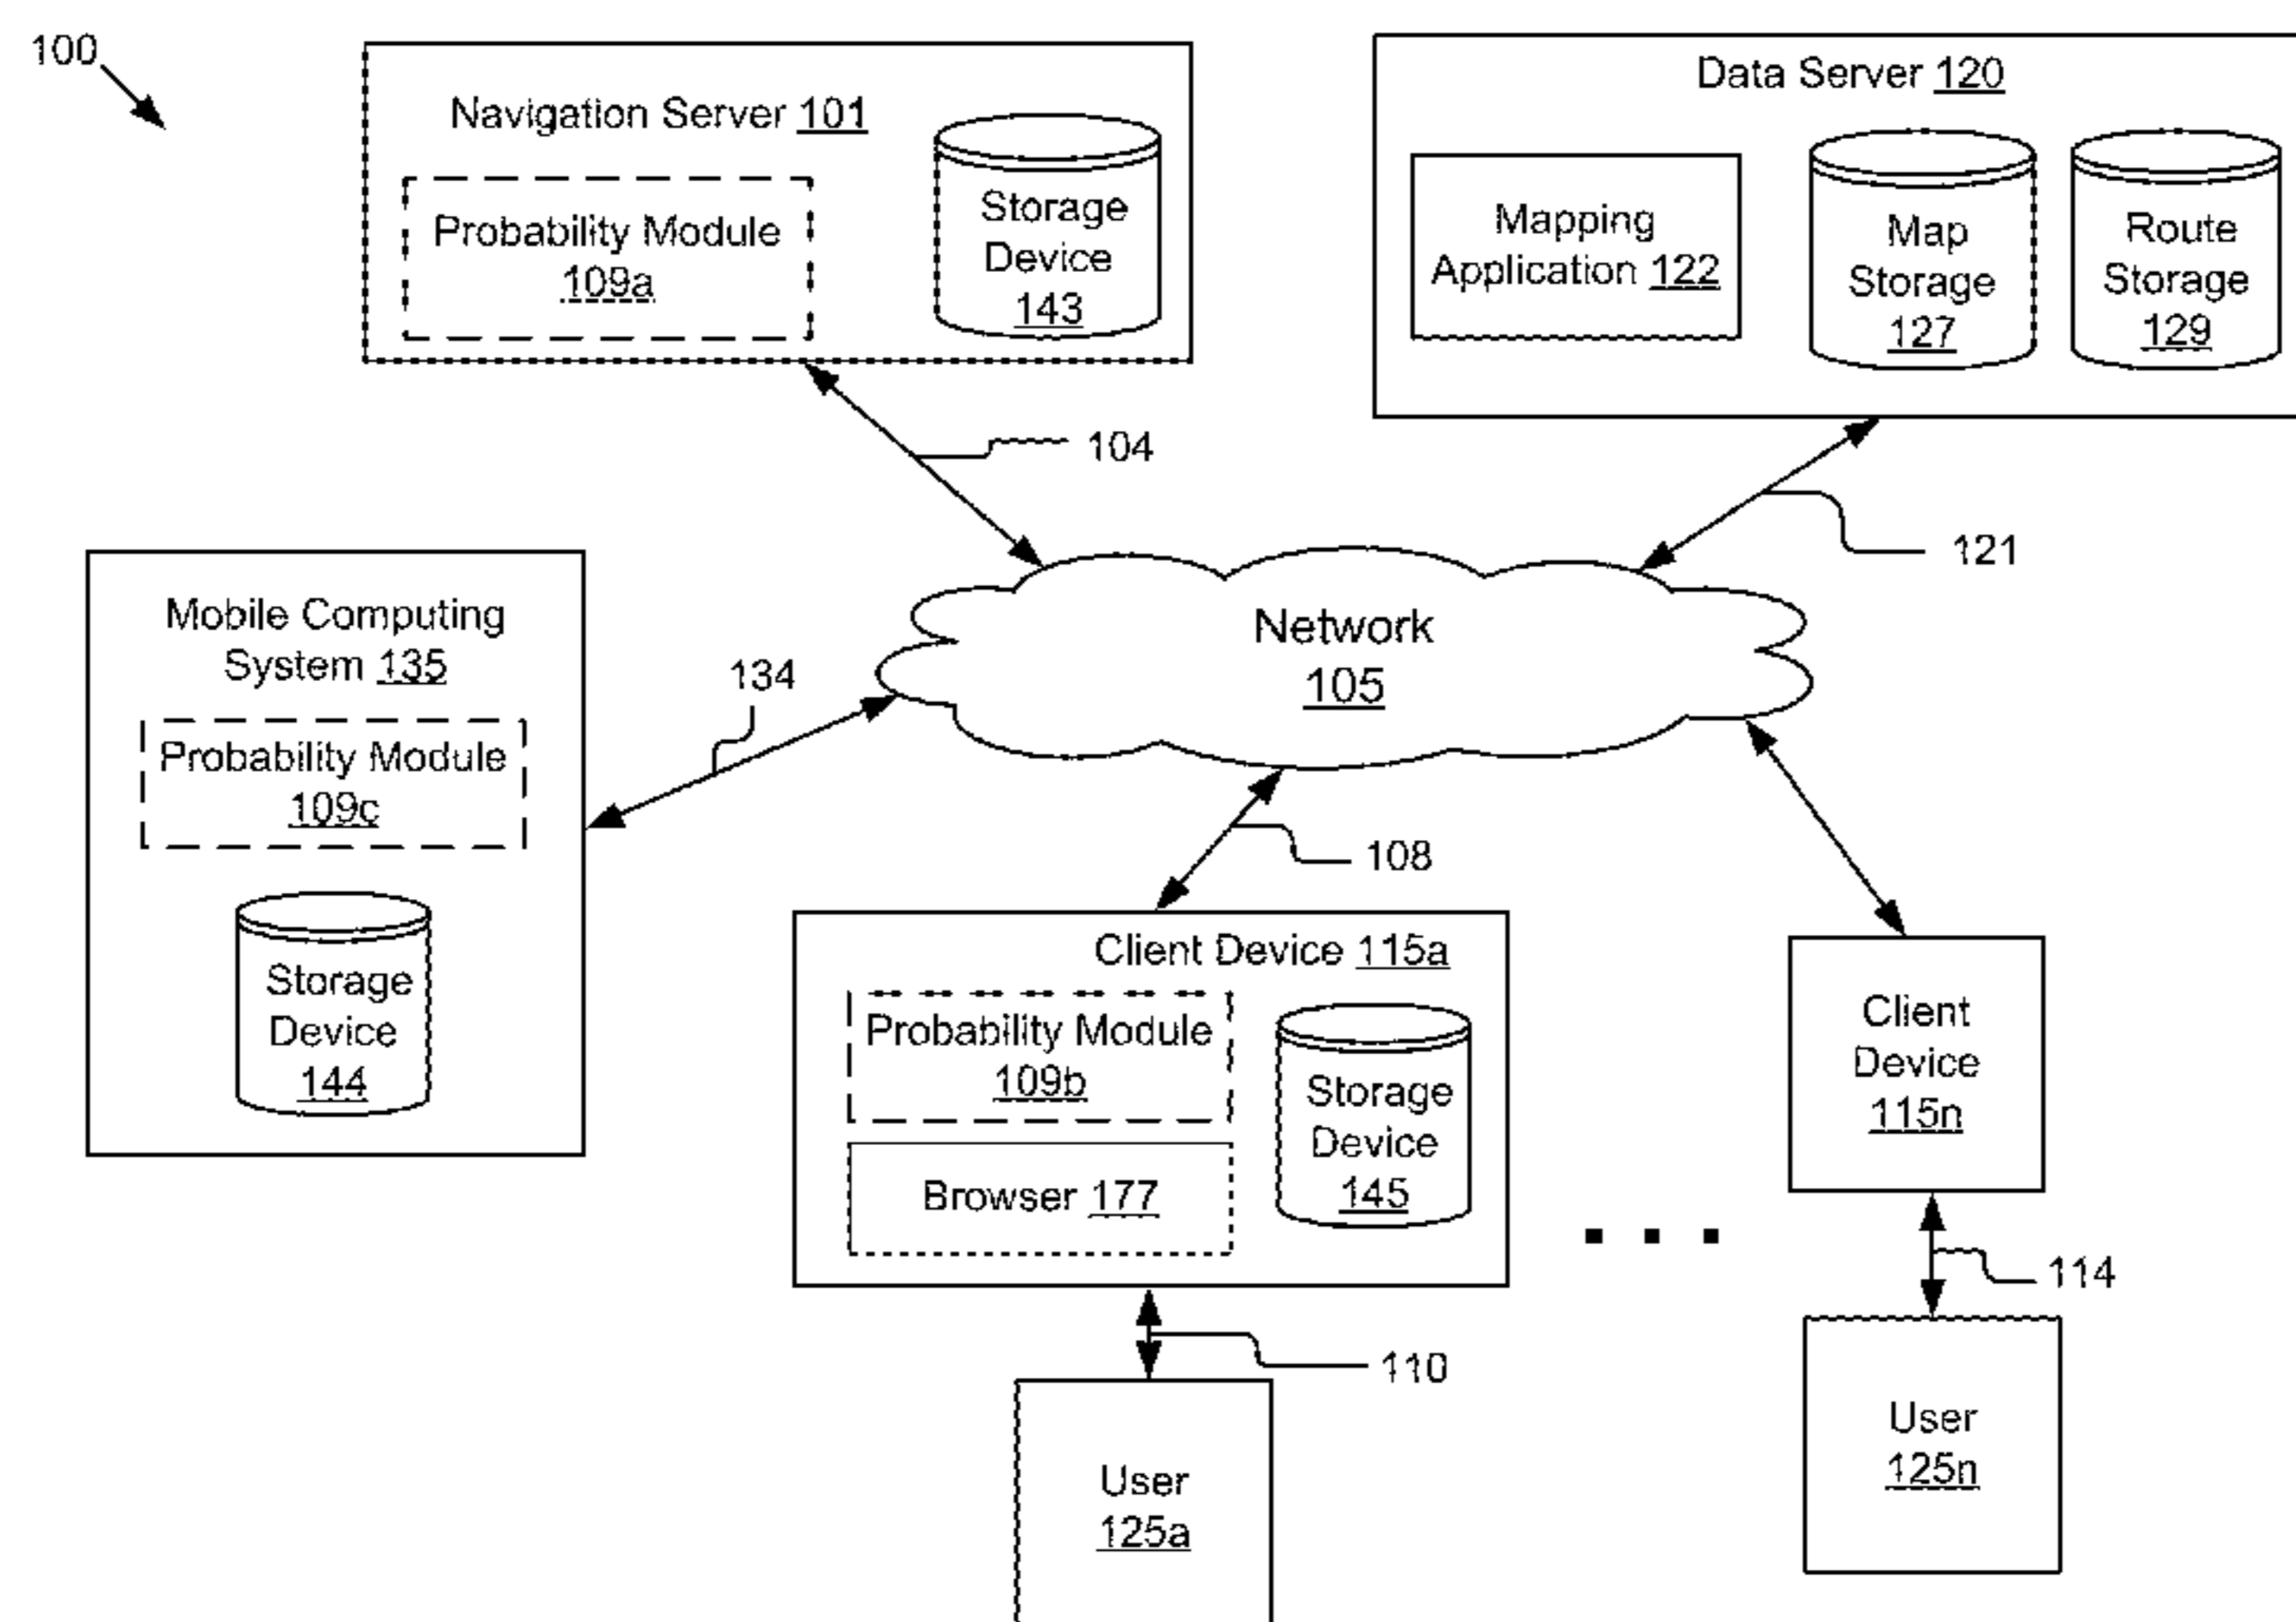 100
Navigation Server 101
Probability Module
109a
Storage
Device
143
Data Server 120
Mapping
Application 122
Map
Storage
127
Route
Storage
129
104
121
Mobile Computing
System 135
Probability Module
109c
Storage
Device
144
134
Network
105
108
Client Device 115a
Probability Module
109b
Browser 177
Storage
Device
145
Client
Device
115n
. . .
114
110
User
125a
User
125n